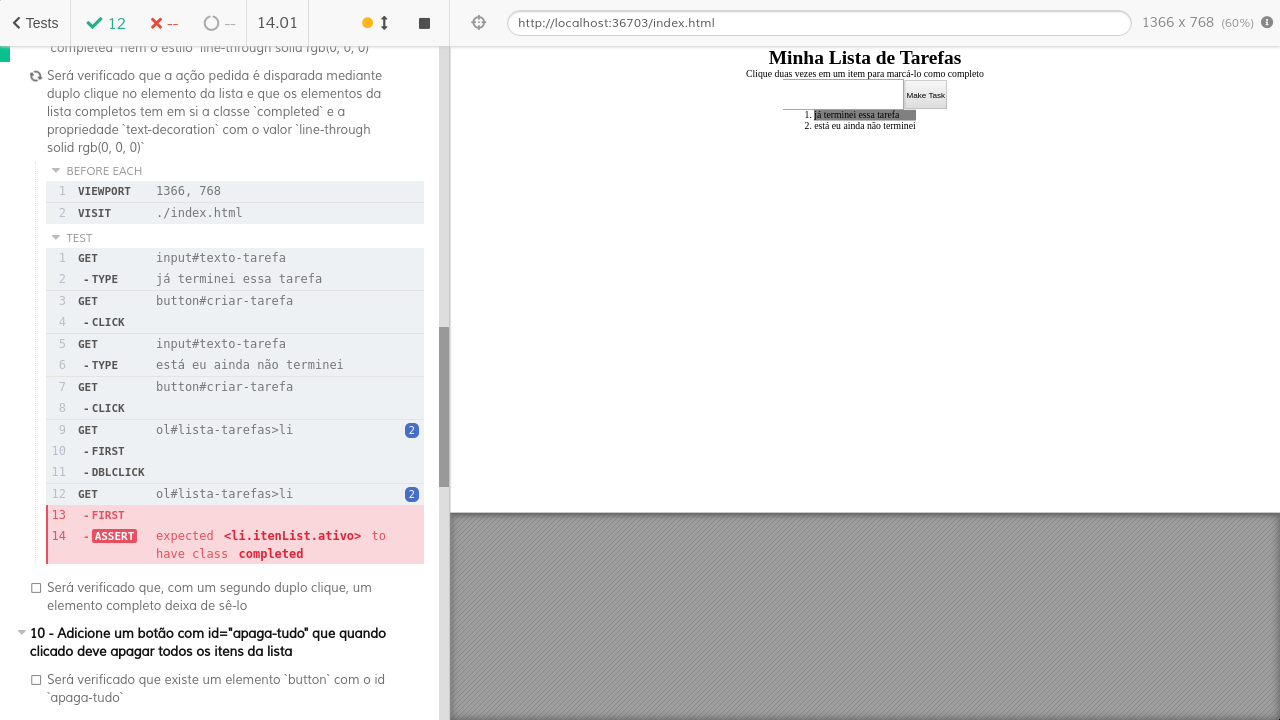 Tests
12
--
--
14.01
http://localhost:36703/index.html
1366 x 768 (60%)
`completed` nem o estilo `line-through solid rgb(0, 0, 0)`
Será verificado que a ação pedida é disparada mediante
duplo clique no elemento da lista e que os elementos da
lista completos tem em si a classe `completed` e a
propriedade `text-decoration` com o valor `line-through
solid rgb(0, 0, 0)`
BEFORE EACH
1 VIEWPORT 1366, 768
2 VISIT ./index.html
TEST
1 GET input#texto-tarefa
2 -TYPE já terminei essa tarefa
3 GET button#criar-tarefa
4 -CLICK
5 GET input#texto-tarefa
6 -TYPE está eu ainda não terminei
7 GET button#criar-tarefa
8 -CLICK
9 GET ol#lista-tarefas>li 2
10 -FIRST
11 -DBLCLICK
12 GET ol#lista-tarefas>li 2
13 -FIRST
14 -ASSERT expected <li.itenList.ativo> to
have class completed
Será verificado que, com um segundo duplo clique, um
elemento completo deixa de sê-lo
10 - Adicione um botão com id="apaga-tudo" que quando
clicado deve apagar todos os itens da lista
Será verificado que existe um elemento `button` com o id
`apaga-tudo`
Minha Lista de Tarefas
Clique duas vezes em um item para marcá-lo como completo
Make Task
1. já terminei essa tarefa
2. está eu ainda não terminei